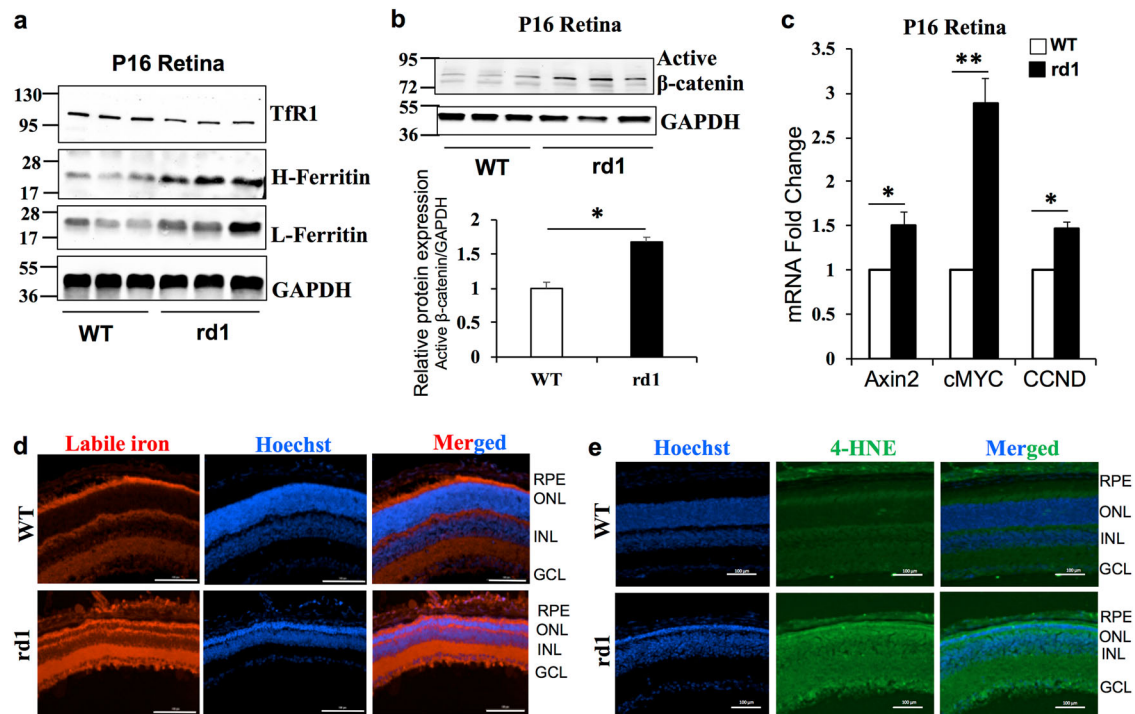 a
P16 Retina
130
95
TfR1
28
17
H-Ferritin
28
17
L-Ferritin
55
36
GAPDH
WT rd1
b
P16 Retina
95
72
Active
β-catenin
55
36
GAPDH
WT rd1
Relative protein expression
Active β-catenin/GAPDH
2
1.5
1
0.5
0
*
WT rd1
c
P16 Retina
WT
rd1
mRNA Fold Change
3.5
3
2.5
2
1.5
1
0.5
0
*
**
*
Axin2 cMYC CCND
d
Labile iron Hoechst Merged
WT
RPE
ONL
INL
GCL
rd1
RPE
ONL
INL
GCL
e
Hoechst 4-HNE Merged
WT
RPE
ONL
INL
GCL
100 µm 100 µm 100 µm
rd1
RPE
ONL
INL
GCL
100 µm 100 µm 100 µm